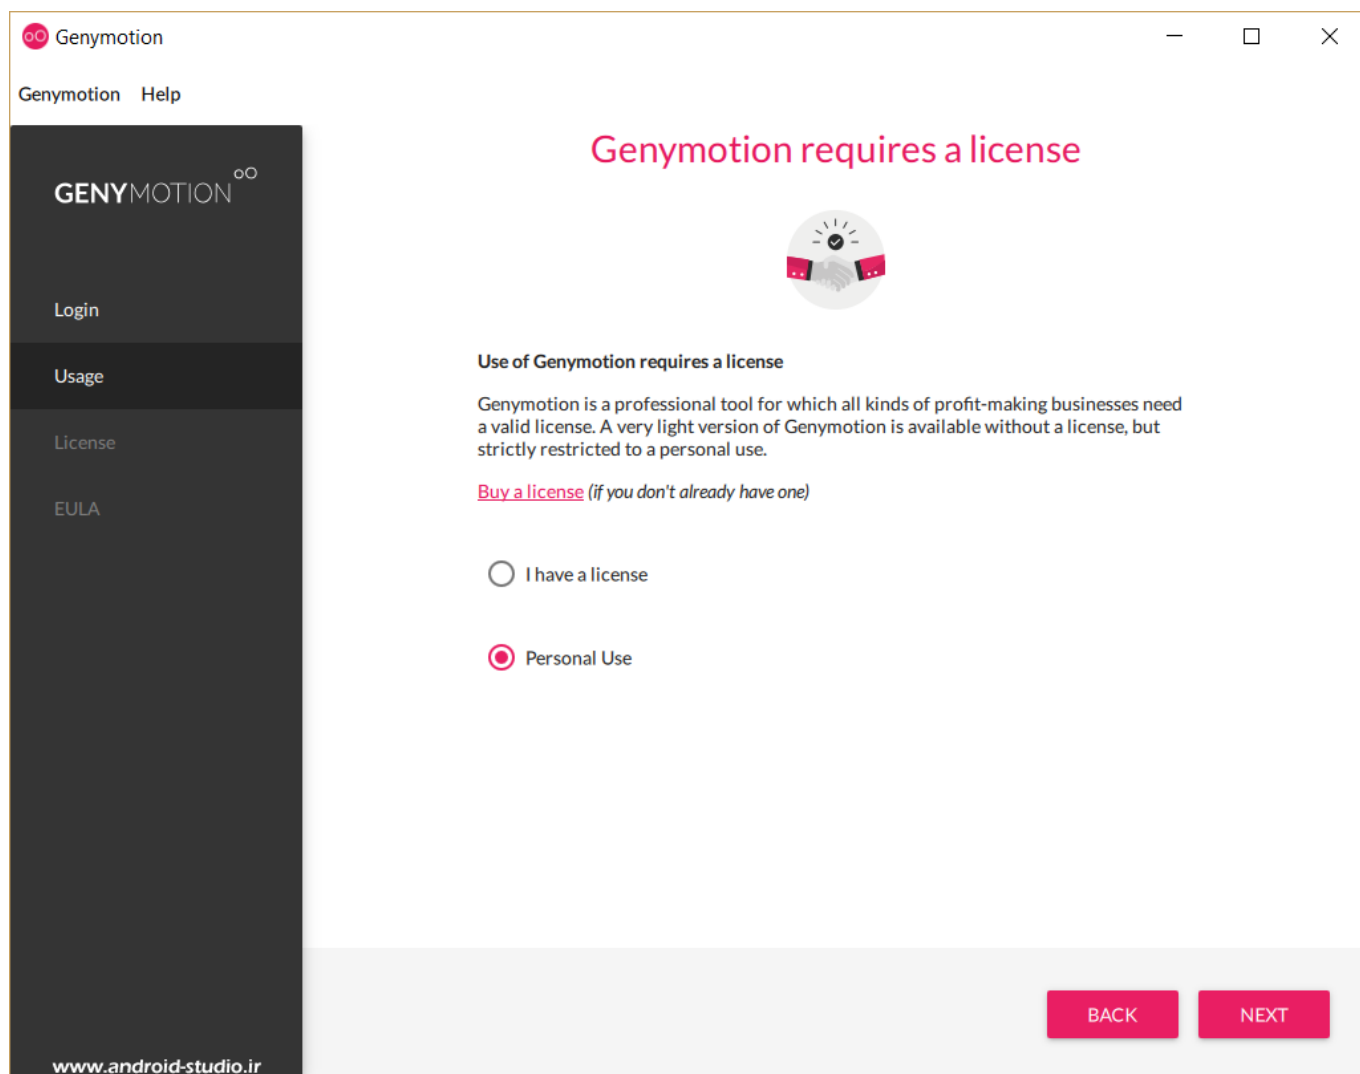 Genymotion
Genymotion Help
GENYMOTION
Login
Usage
License
EULA
www.android-studio.ir
Genymotion requires a license
Use of Genymotion requires a license
Genymotion is a professional tool for which all kinds of profit-making businesses need
a valid license. A very light version of Genymotion is available without a license, but
strictly restricted to a personal use.
Buy a license (if you don't already have one)
I have a license
Personal Use
BACK NEXT